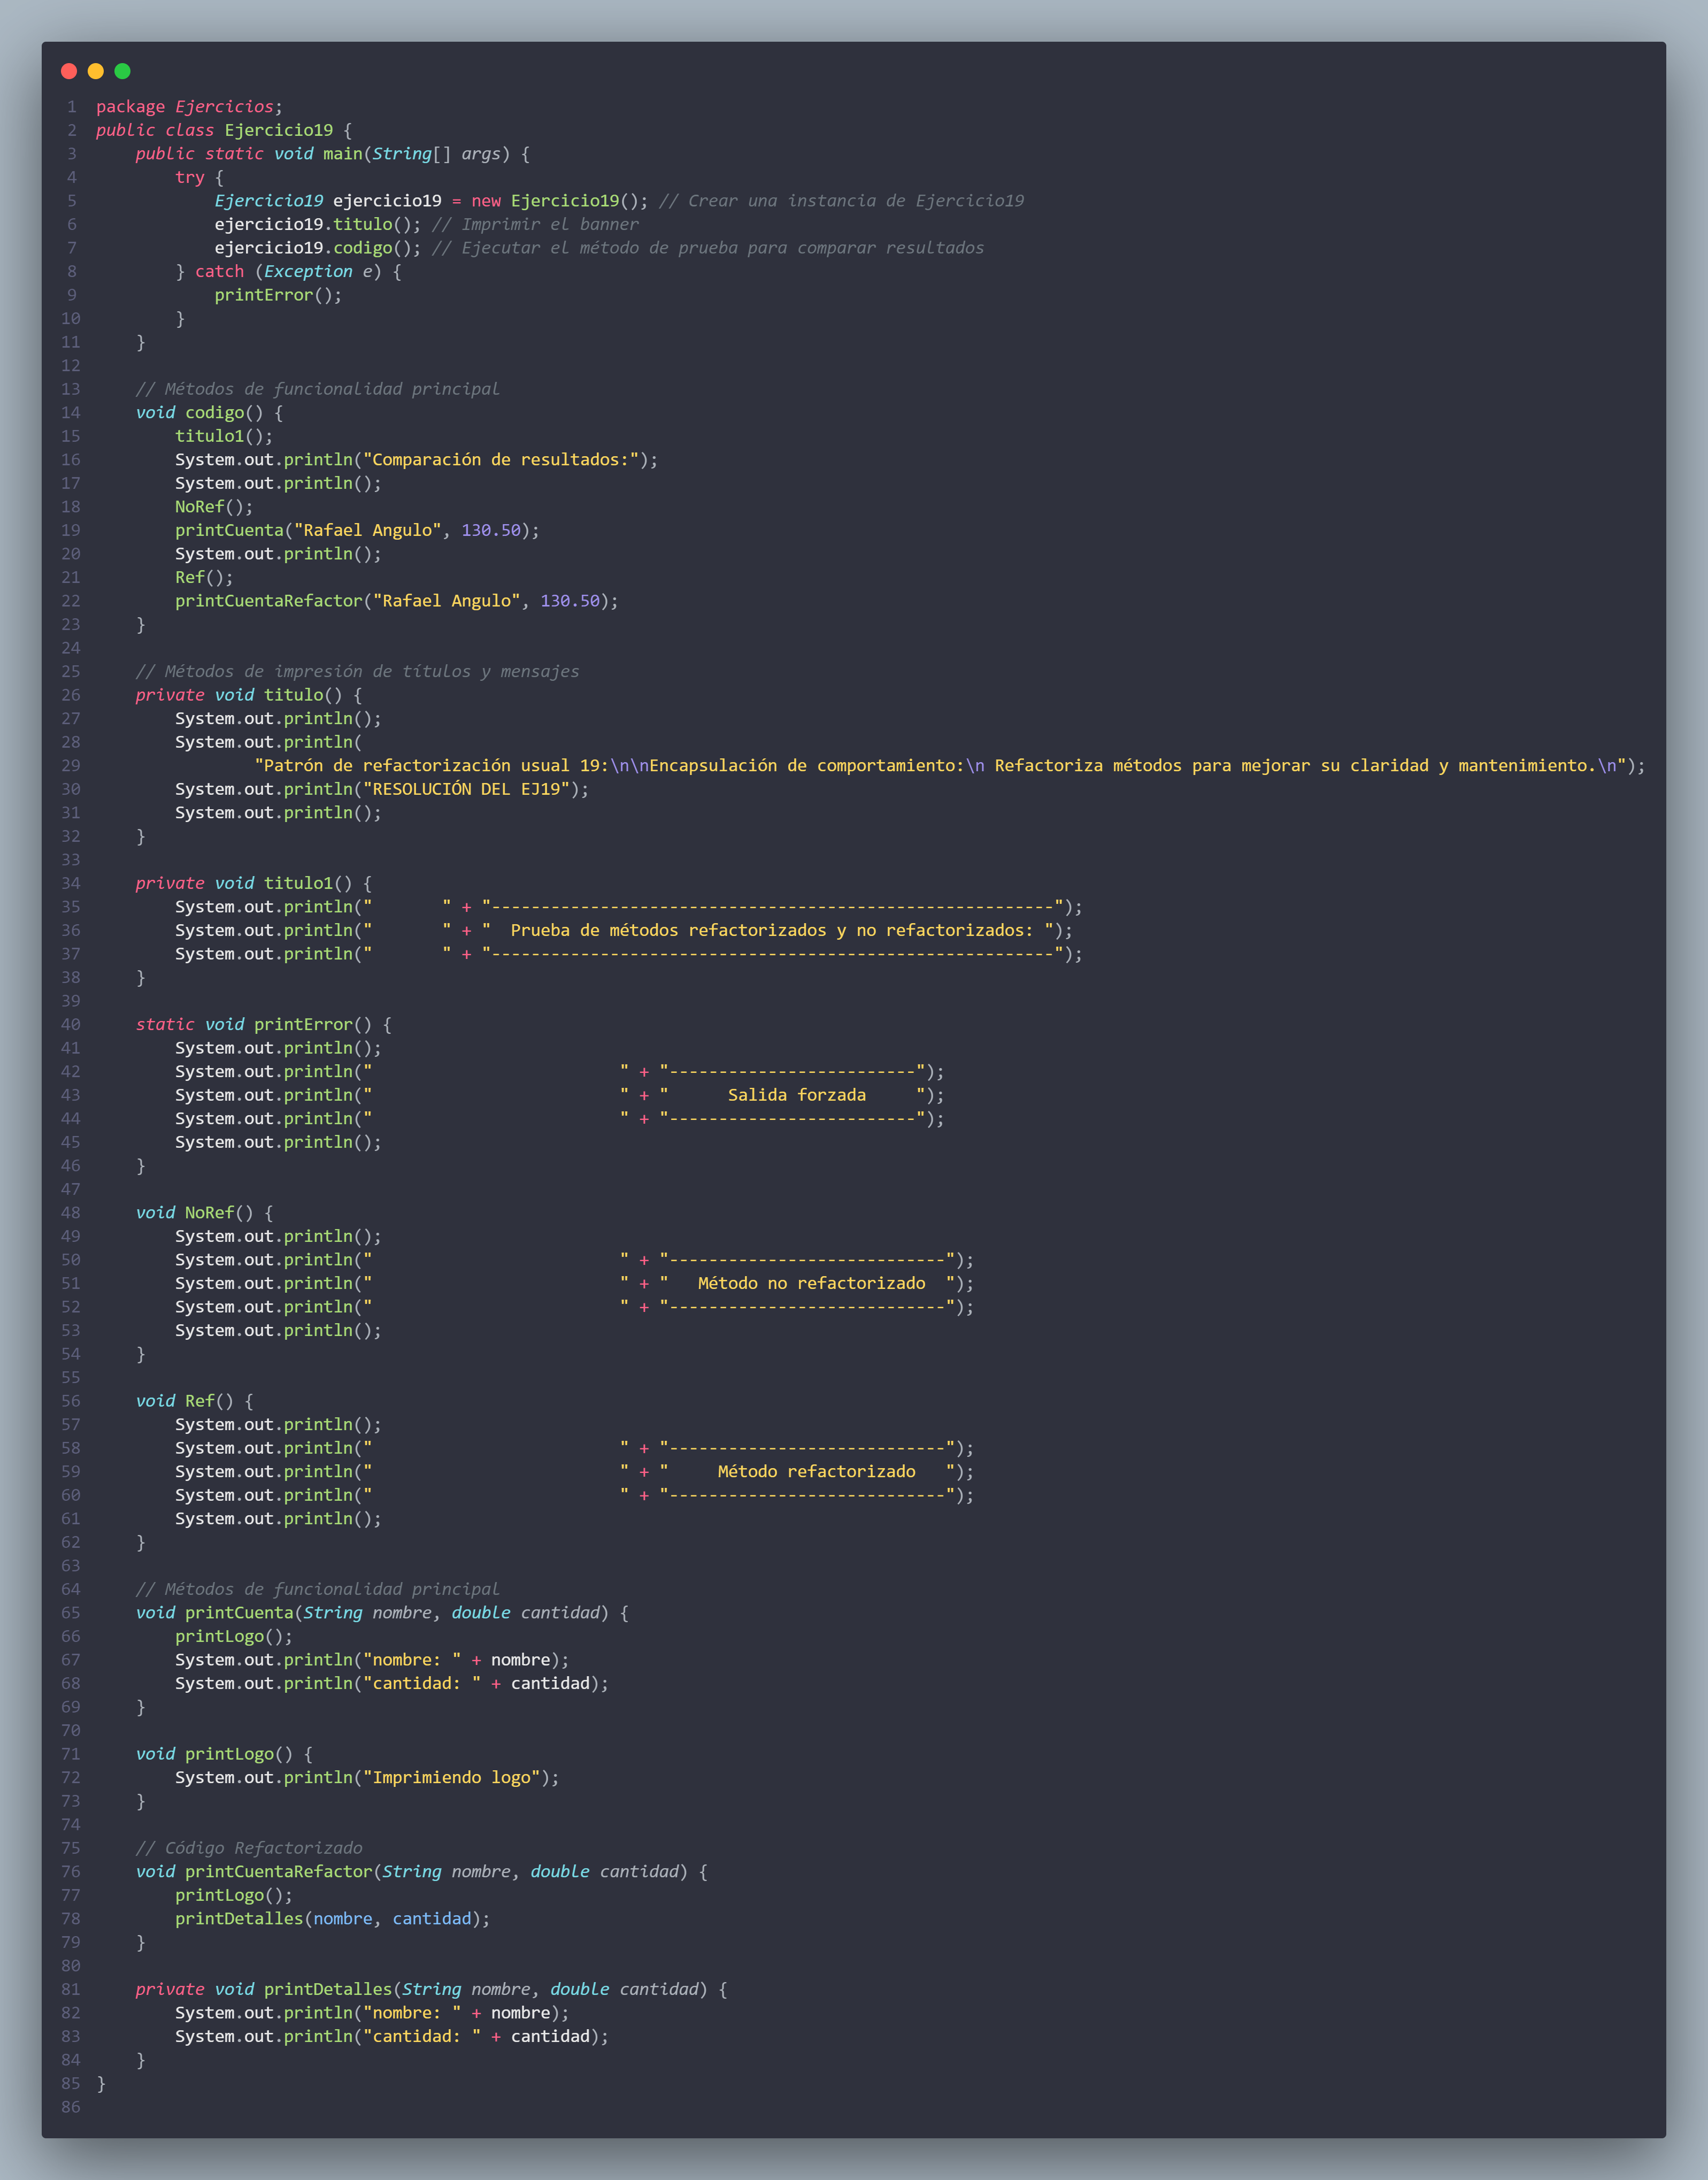 1 package Ejercicios;
2 public class Ejercicio19 {
3     public static void main(String[] args) {
4         try {
5             Ejercicio19 ejercicio19 = new Ejercicio19(); // Crear una instancia de Ejercicio19
6             ejercicio19.titulo(); // Imprimir el banner
7             ejercicio19.codigo(); // Ejecutar el método de prueba para comparar resultados
8         } catch (Exception e) {
9             printError();
10         }
11     }
12
13     // Métodos de funcionalidad principal
14     void codigo() {
15         titulo1();
16         System.out.println("Comparación de resultados:");
17         System.out.println();
18         NoRef();
19         printCuenta("Rafael Angulo", 130.50);
20         System.out.println();
21         Ref();
22         printCuentaRefactor("Rafael Angulo", 130.50);
23     }
24
25     // Métodos de impresión de títulos y mensajes
26     private void titulo() {
27         System.out.println();
28         System.out.println(
29                 "Patrón de refactorización usual 19:\n\nEncapsulación de comportamiento:\n Refactoriza métodos para mejorar su claridad y mantenimiento.\n");
30         System.out.println("RESOLUCIÓN DEL EJ19");
31         System.out.println();
32     }
33
34     private void titulo1() {
35         System.out.println("       " + "---------------------------------------------------------");
36         System.out.println("       " + "  Prueba de métodos refactorizados y no refactorizados: ");
37         System.out.println("       " + "---------------------------------------------------------");
38     }
39
40     static void printError() {
41         System.out.println();
42         System.out.println("                         " + "-------------------------");
43         System.out.println("                         " + "      Salida forzada     ");
44         System.out.println("                         " + "-------------------------");
45         System.out.println();
46     }
47
48     void NoRef() {
49         System.out.println();
50         System.out.println("                         " + "----------------------------");
51         System.out.println("                         " + "   Método no refactorizado  ");
52         System.out.println("                         " + "----------------------------");
53         System.out.println();
54     }
55
56     void Ref() {
57         System.out.println();
58         System.out.println("                         " + "----------------------------");
59         System.out.println("                         " + "     Método refactorizado   ");
60         System.out.println("                         " + "----------------------------");
61         System.out.println();
62     }
63
64     // Métodos de funcionalidad principal
65     void printCuenta(String nombre, double cantidad) {
66         printLogo();
67         System.out.println("nombre: " + nombre);
68         System.out.println("cantidad: " + cantidad);
69     }
70
71     void printLogo() {
72         System.out.println("Imprimiendo logo");
73     }
74
75     // Código Refactorizado
76     void printCuentaRefactor(String nombre, double cantidad) {
77         printLogo();
78         printDetalles(nombre, cantidad);
79     }
80
81     private void printDetalles(String nombre, double cantidad) {
82         System.out.println("nombre: " + nombre);
83         System.out.println("cantidad: " + cantidad);
84     }
85 }
86